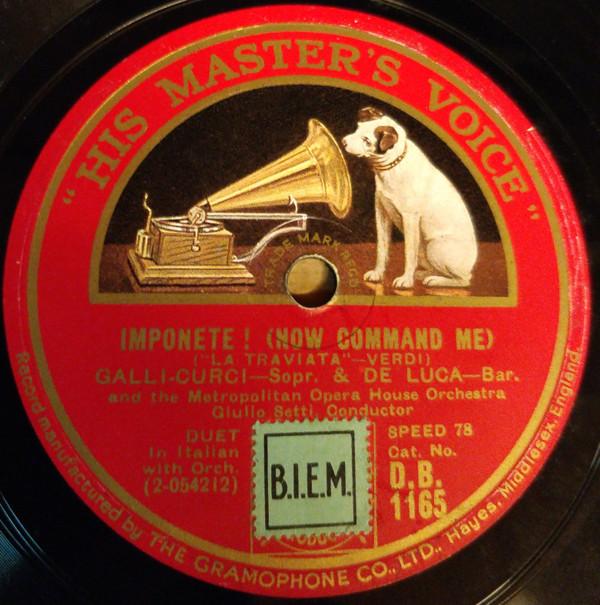 "HIS MASTER'S VOICE"
TRADE MARK REGD
IMPONETE! (NOW COMMAND ME)
("LA TRAVIATA"—VERDI)
GALLI-CURCI—Sopr. & DE LUCA—Bar.
and the Metropolitan Opera House Orchestra
Giulio Setti, Conductor
DUET
In Italian
with Orch.
(2-054212)
B.I.E.M.
SPEED 78
Cat. No.
D.B.
1165
Record manufactured by THE GRAMOPHONE CO., LTD., Hayes, Middlesex, England.